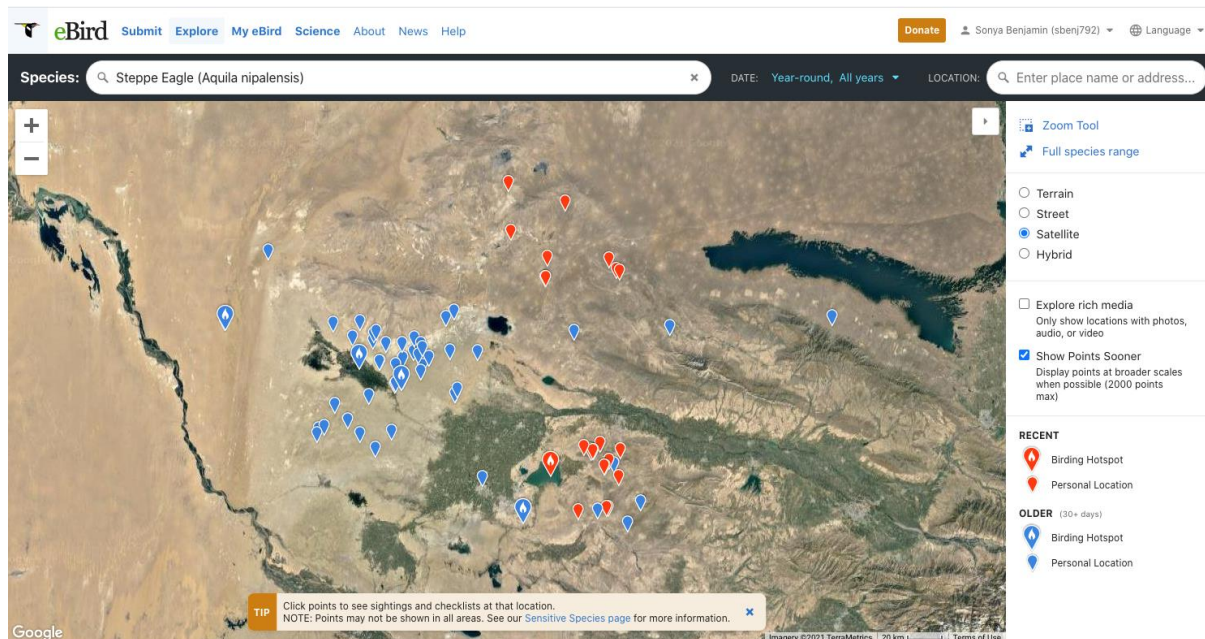 eBird Submit Explore My eBird Science About News Help Donate Sonya Benjamin (sbenj792) Language
Species: Steppe Eagle (Aquila nipalensis) × DATE: Year-round, All years LOCATION: Enter place name or address...
+
−
Zoom Tool
Full species range
Terrain
Street
Satellite
Hybrid
Explore rich media
Only show locations with photos,
audio, or video
Show Points Sooner
Display points at broader scales
when possible (2000 points
max)
RECENT
Birding Hotspot
Personal Location
OLDER (30+ days)
Birding Hotspot
Personal Location
TIP
Click points to see sightings and checklists at that location.
NOTE: Points may not be shown in all areas. See our Sensitive Species page for more information. ×
Google
Imagery ©2021 TerraMetrics 20 km Terms of Use